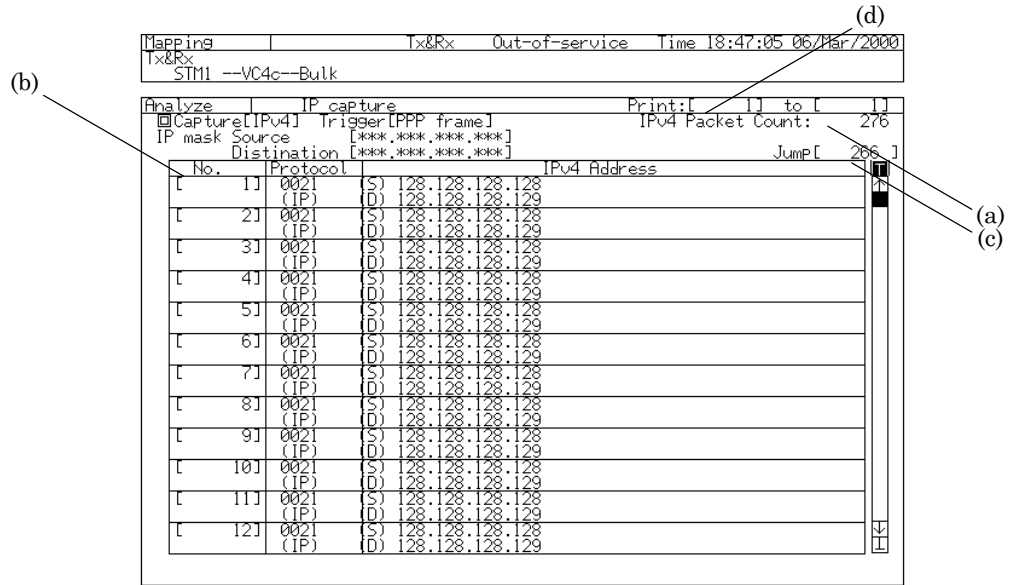 (d)
Mapping Tx&Rx Out-of-service Time 18:47:05 06/Mar/2000
Tx&Rx
STM1 --VC4c--Bulk
(b)
Analyze IP capture Print:[ 1] to [ 1]
Capture[IPv4] Trigger[PPP frame] IPv4 Packet Count: 276
IP mask Source [***.***.***.***]
Distination [***.***.***.***] Jump[ 266 ]
No. Protocol IPv4 Address
[ 1] 0021 (S) 128.128.128.128
(IP) (D) 128.128.128.129
[ 2] 0021 (S) 128.128.128.128
(IP) (D) 128.128.128.129
(a)
[ 3] 0021 (S) 128.128.128.128
(c)
(IP) (D) 128.128.128.129
[ 4] 0021 (S) 128.128.128.128
(IP) (D) 128.128.128.129
[ 5] 0021 (S) 128.128.128.128
(IP) (D) 128.128.128.129
[ 6] 0021 (S) 128.128.128.128
(IP) (D) 128.128.128.129
[ 7] 0021 (S) 128.128.128.128
(IP) (D) 128.128.128.129
[ 8] 0021 (S) 128.128.128.128
(IP) (D) 128.128.128.129
[ 9] 0021 (S) 128.128.128.128
(IP) (D) 128.128.128.129
[ 10] 0021 (S) 128.128.128.128
(IP) (D) 128.128.128.129
[ 11] 0021 (S) 128.128.128.128
(IP) (D) 128.128.128.129
[ 12] 0021 (S) 128.128.128.128
(IP) (D) 128.128.128.129